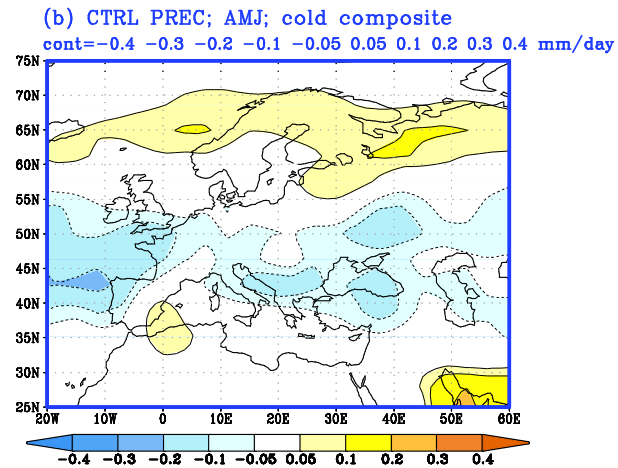 (b) CTRL PREC; AMJ; cold composite
cont=-0.4 -0.3 -0.2 -0.1 -0.05 0.05 0.1 0.2 0.3 0.4 mm/day
75N
70N
65N
60N
55N
50N
45N
40N
35N
30N
25N
20W 10W 0 10E 20E 30E 40E 50E 60E
-0.4 -0.3 -0.2 -0.1 -0.05 0.05 0.1 0.2 0.3 0.4